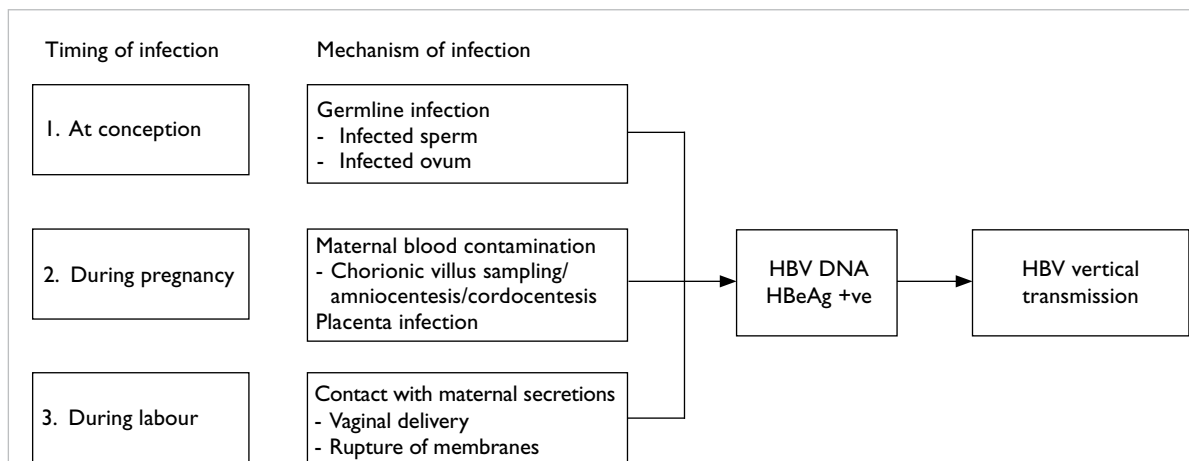 Timing of infection
Mechanism of infection
1. At conception
Germline infection
- Infected sperm
- Infected ovum
2. During pregnancy
Maternal blood contamination
- Chorionic villus sampling/
amniocentesis/cordocentesis
Placenta infection
3. During labour
Contact with maternal secretions
- Vaginal delivery
- Rupture of membranes
HBV DNA
HBeAg +ve
HBV vertical
transmission